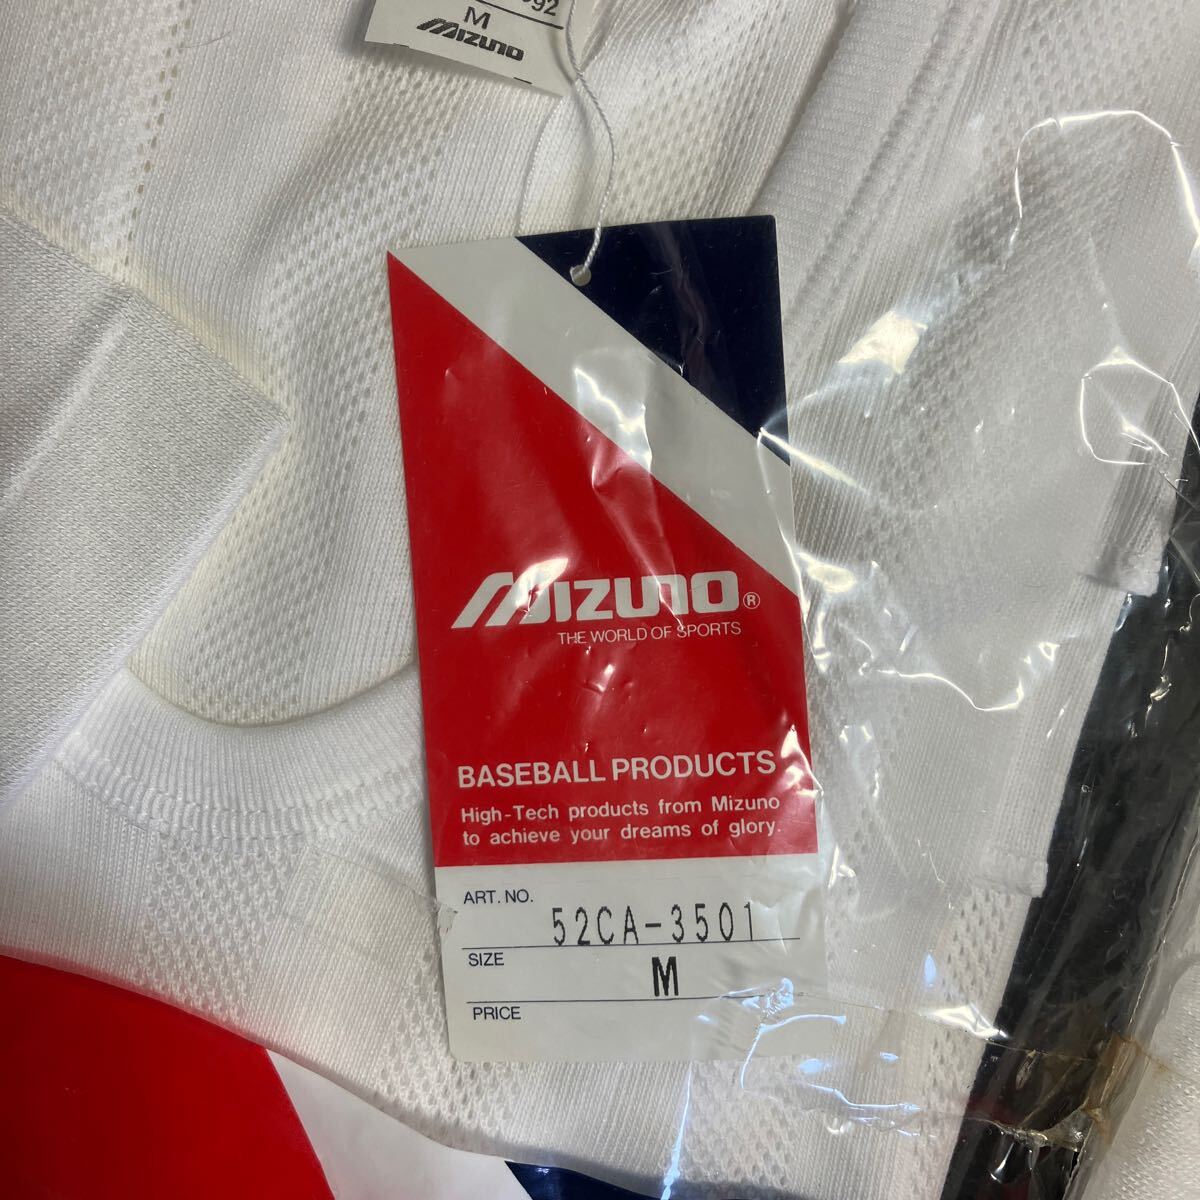 M
MIZUNO
MIZUNO®
THE WORLD OF SPORTS
BASEBALL PRODUCTS
High-Tech products from Mizuno
to achieve your dreams of glory.
ART. NO.
52CA-3501
SIZE
M
PRICE